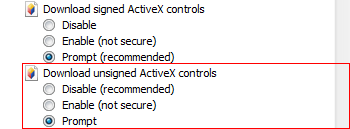 Download signed ActiveX controls
Disable
Enable (not secure)
Prompt (recommended)
Download unsigned ActiveX controls
Disable (recommended)
Enable (not secure)
Prompt